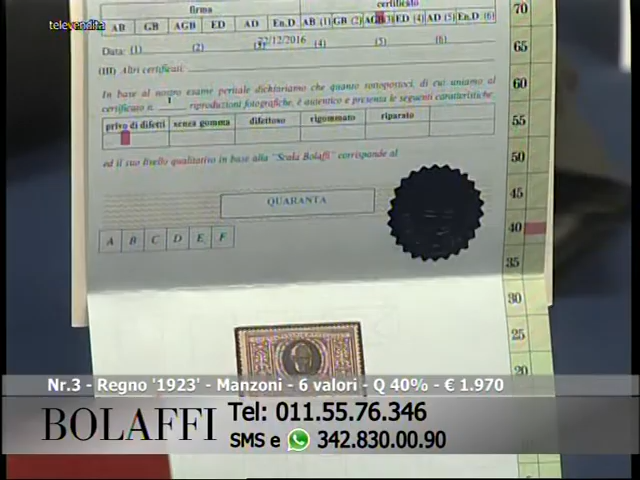 televendita
firma
certificato
AB GB AGB ED AD En.D AB (1) GB (2) AGB (3) ED (4) AD (5) En.D (6)
Data: (1) (2) (3) 22/12/2016 (4) (5) (6)
(III) Altri certificati:
In base al nostro esame peritale dichiariamo che quanto sottopostoci, di cui uniamo al
certificato n. 1 riproduzioni fotografiche, è autentico e presenta le seguenti caratteristiche:
privo di difetti senza gomma difettoso rigommato riparato
ed il suo livello qualitativo in base alla "Scala Bolaffi" corrisponde al
QUARANTA
A B C D E F
70
65
60
55
50
45
40
35
30
25
20
Nr.3 - Regno '1923' - Manzoni - 6 valori - Q 40% - € 1.970
BOLAFFI
Tel: 011.55.76.346
SMS e 342.830.00.90